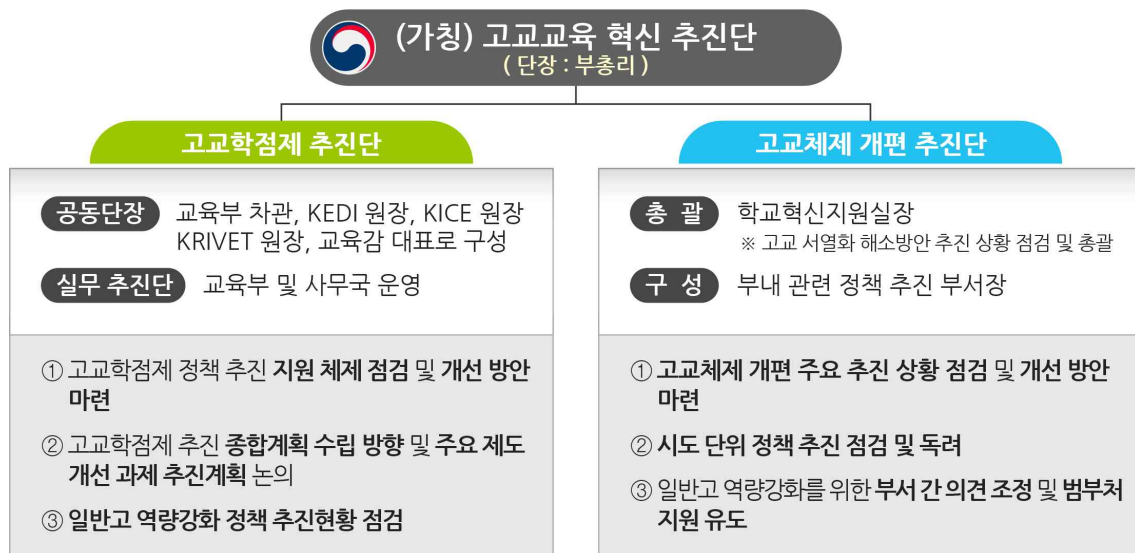 (가칭) 고교교육 혁신 추진단
( 단장 : 부총리 )
고교학점제 추진단
공동단장 교육부 차관, KEDI 원장, KICE 원장
KRIVET 원장, 교육감 대표로 구성
실무 추진단 교육부 및 사무국 운영
① 고교학점제 정책 추진 지원 체제 점검 및 개선 방안
마련
② 고교학점제 추진 종합계획 수립 방향 및 주요 제도
개선 과제 추진계획 논의
③ 일반고 역량강화 정책 추진현황 점검
고교체제 개편 추진단
총 괄 학교혁신지원실장
※ 고교 서열화 해소방안 추진 상황 점검 및 총괄
구 성 부내 관련 정책 추진 부서장
① 고교체제 개편 주요 추진 상황 점검 및 개선 방안
마련
② 시도 단위 정책 추진 점검 및 독려
③ 일반고 역량강화를 위한 부서 간 의견 조정 및 범부처
지원 유도